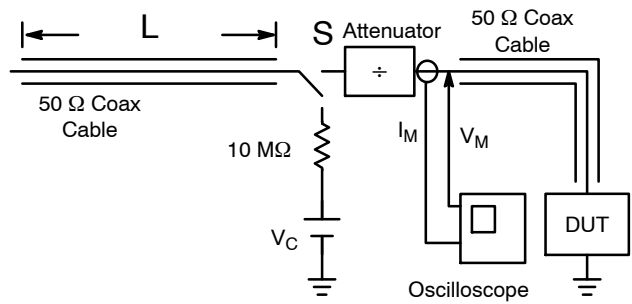 L
S
Attenuator
÷
50 Ω Coax
Cable
50 Ω Coax
Cable
10 MΩ
I_M
V_M
V_C
DUT
Oscilloscope